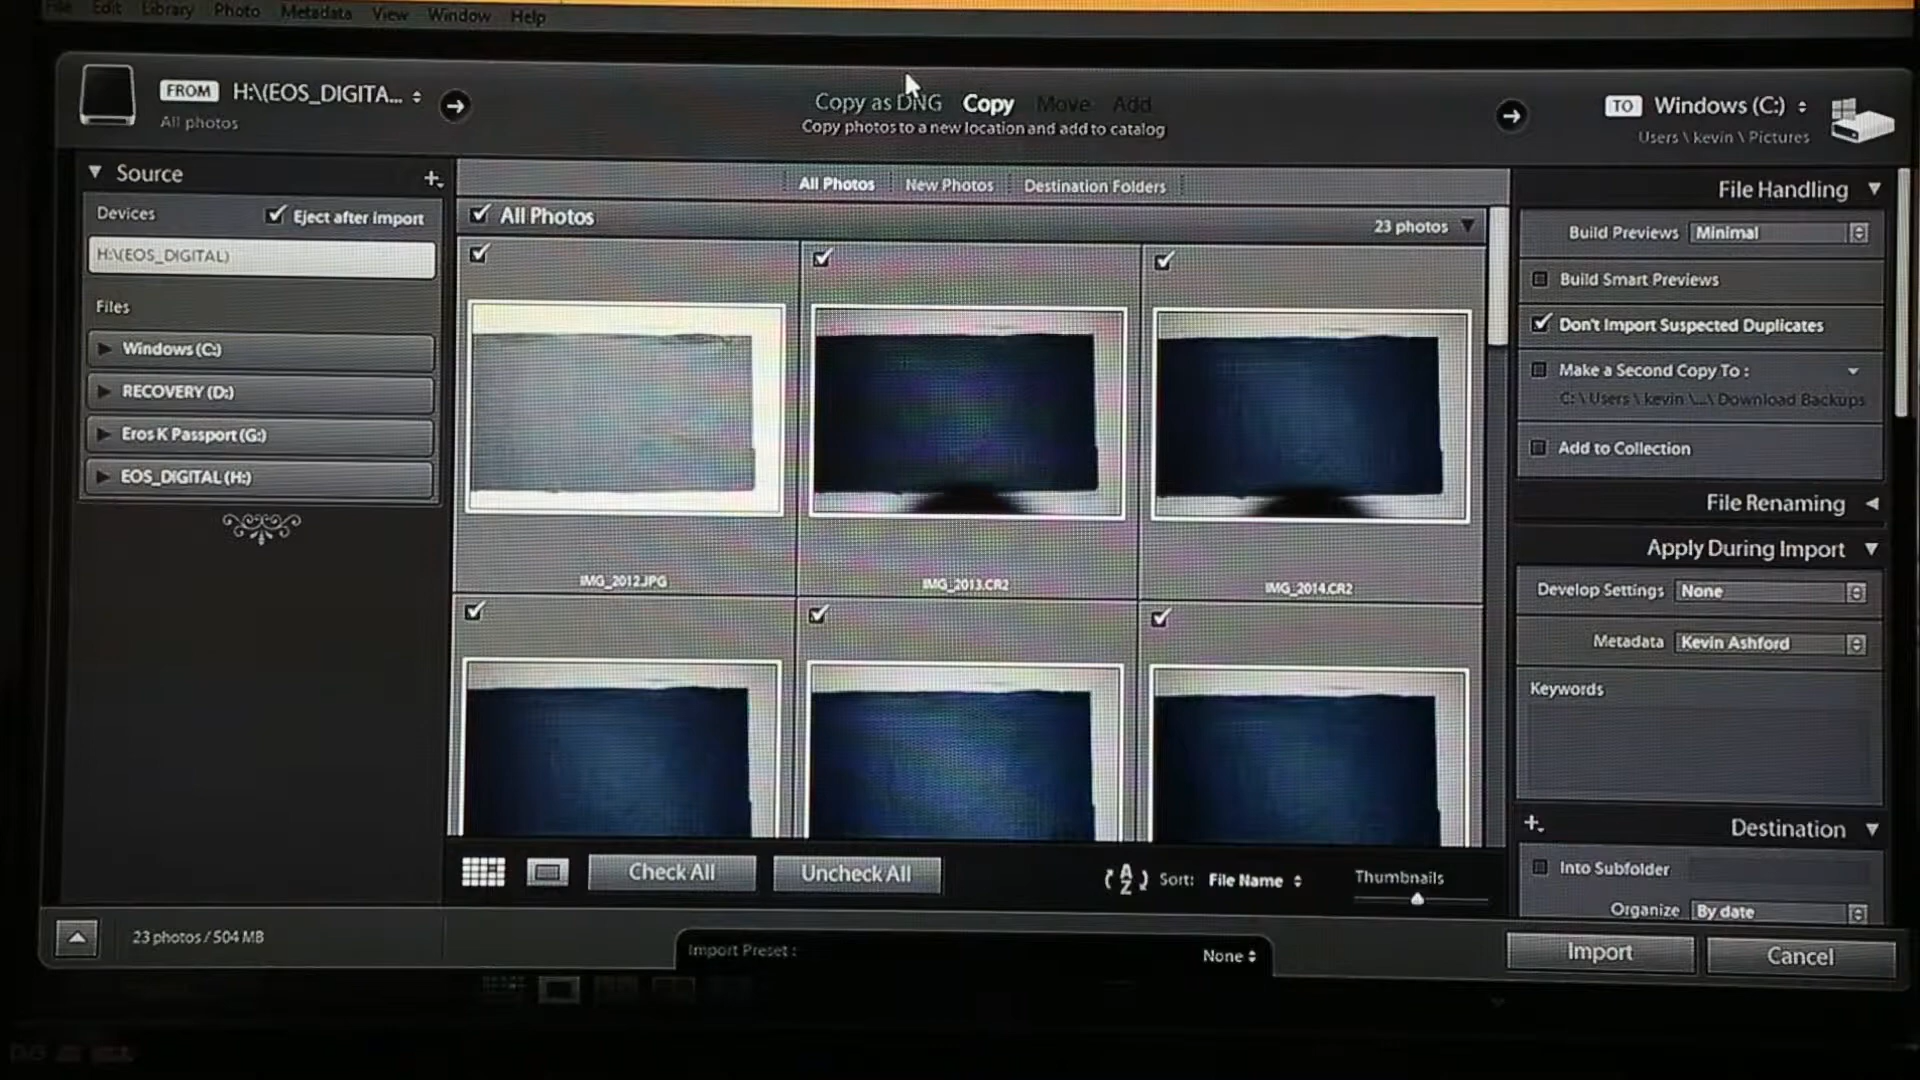 File Edit Library Photo Metadata View Window Help
FROM H:\(EOS_DIGITA...
All photos
Copy as DNG Copy Move Add
Copy photos to a new location and add to catalog
TO Windows (C:)
Users \ kevin \ Pictures
Source
Devices
Eject after import
H:\(EOS_DIGITAL)
Files
Windows (C:)
RECOVERY (D:)
Eros K Passport (G:)
EOS_DIGITAL (H:)
All Photos New Photos Destination Folders
All Photos
23 photos
IMG_2012.JPG
IMG_2013.CR2
IMG_2014.CR2
Check All
Uncheck All
A
Z
Sort: File Name
Thumbnails
File Handling
Build Previews Minimal
Build Smart Previews
Don't Import Suspected Duplicates
Make a Second Copy To :
C:\ Users \ kevin \...\ Download Backups
Add to Collection
File Renaming
Apply During Import
Develop Settings None
Metadata Kevin Ashford
Keywords
Destination
Into Subfolder
Organize By date
23 photos / 504 MB
Import Preset :
None
Import
Cancel